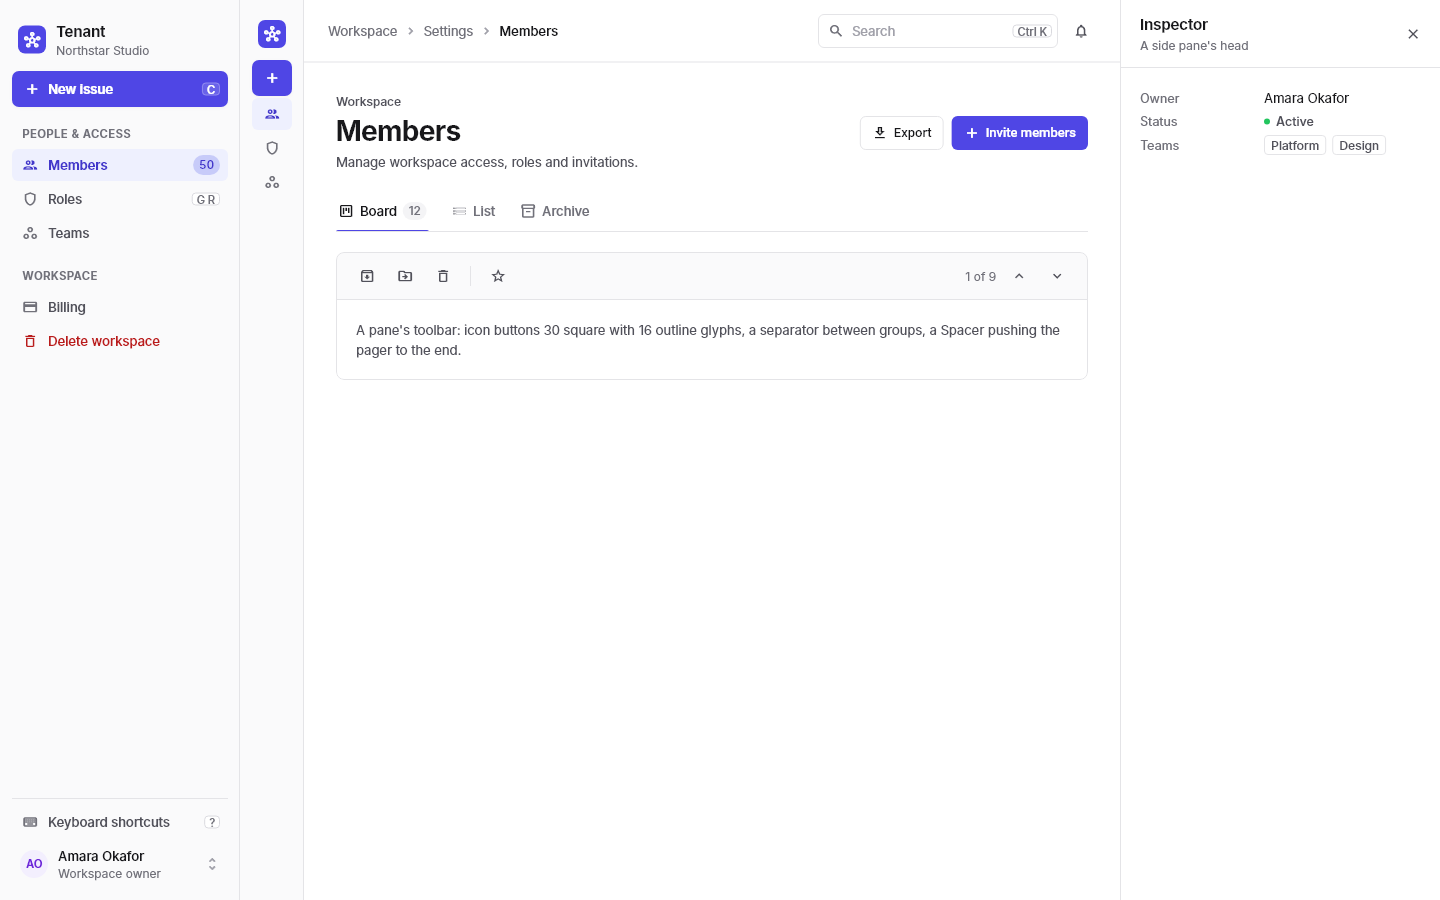 Tenant
Northstar Studio
New Issue C
PEOPLE & ACCESS
Members 50
Roles G R
Teams
WORKSPACE
Billing
Delete workspace
Keyboard shortcuts ?
AO Amara Okafor
Workspace owner
Workspace Settings Members
Search Ctrl K
Workspace
Members
Manage workspace access, roles and invitations.
Export Invite members
Board 12 List Archive
1 of 9
A pane's toolbar: icon buttons 30 square with 16 outline glyphs, a separator between groups, a Spacer pushing the
pager to the end.
Inspector
A side pane's head
Owner Amara Okafor
Status Active
Teams Platform Design